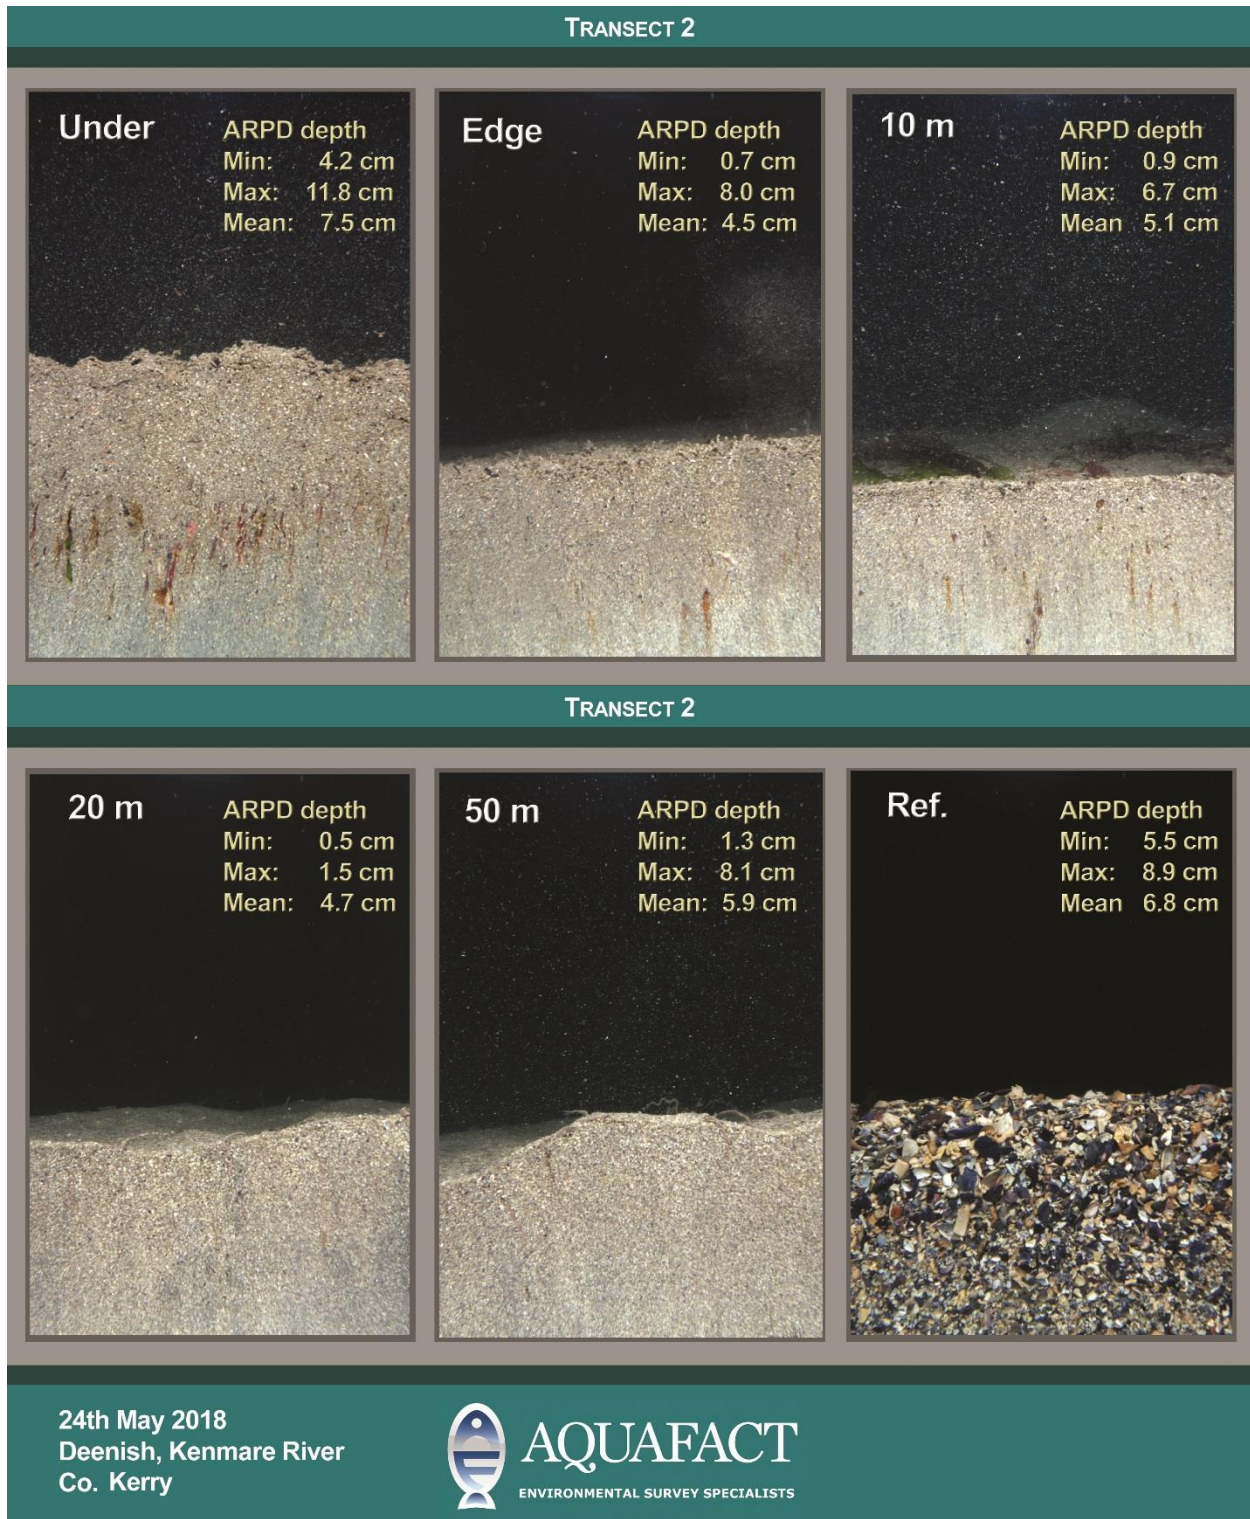 TRANSECT 2
Under
ARPD depth
Min: 4.2 cm
Max: 11.8 cm
Mean: 7.5 cm
Edge
ARPD depth
Min: 0.7 cm
Max: 8.0 cm
Mean: 4.5 cm
10 m
ARPD depth
Min: 0.9 cm
Max: 6.7 cm
Mean 5.1 cm
TRANSECT 2
20 m
ARPD depth
Min: 0.5 cm
Max: 1.5 cm
Mean: 4.7 cm
50 m
ARPD depth
Min: 1.3 cm
Max: 8.1 cm
Mean: 5.9 cm
Ref.
ARPD depth
Min: 5.5 cm
Max: 8.9 cm
Mean 6.8 cm
24th May 2018
Deenish, Kenmare River
Co. Kerry
AQUAFACT
ENVIRONMENTAL SURVEY SPECIALISTS